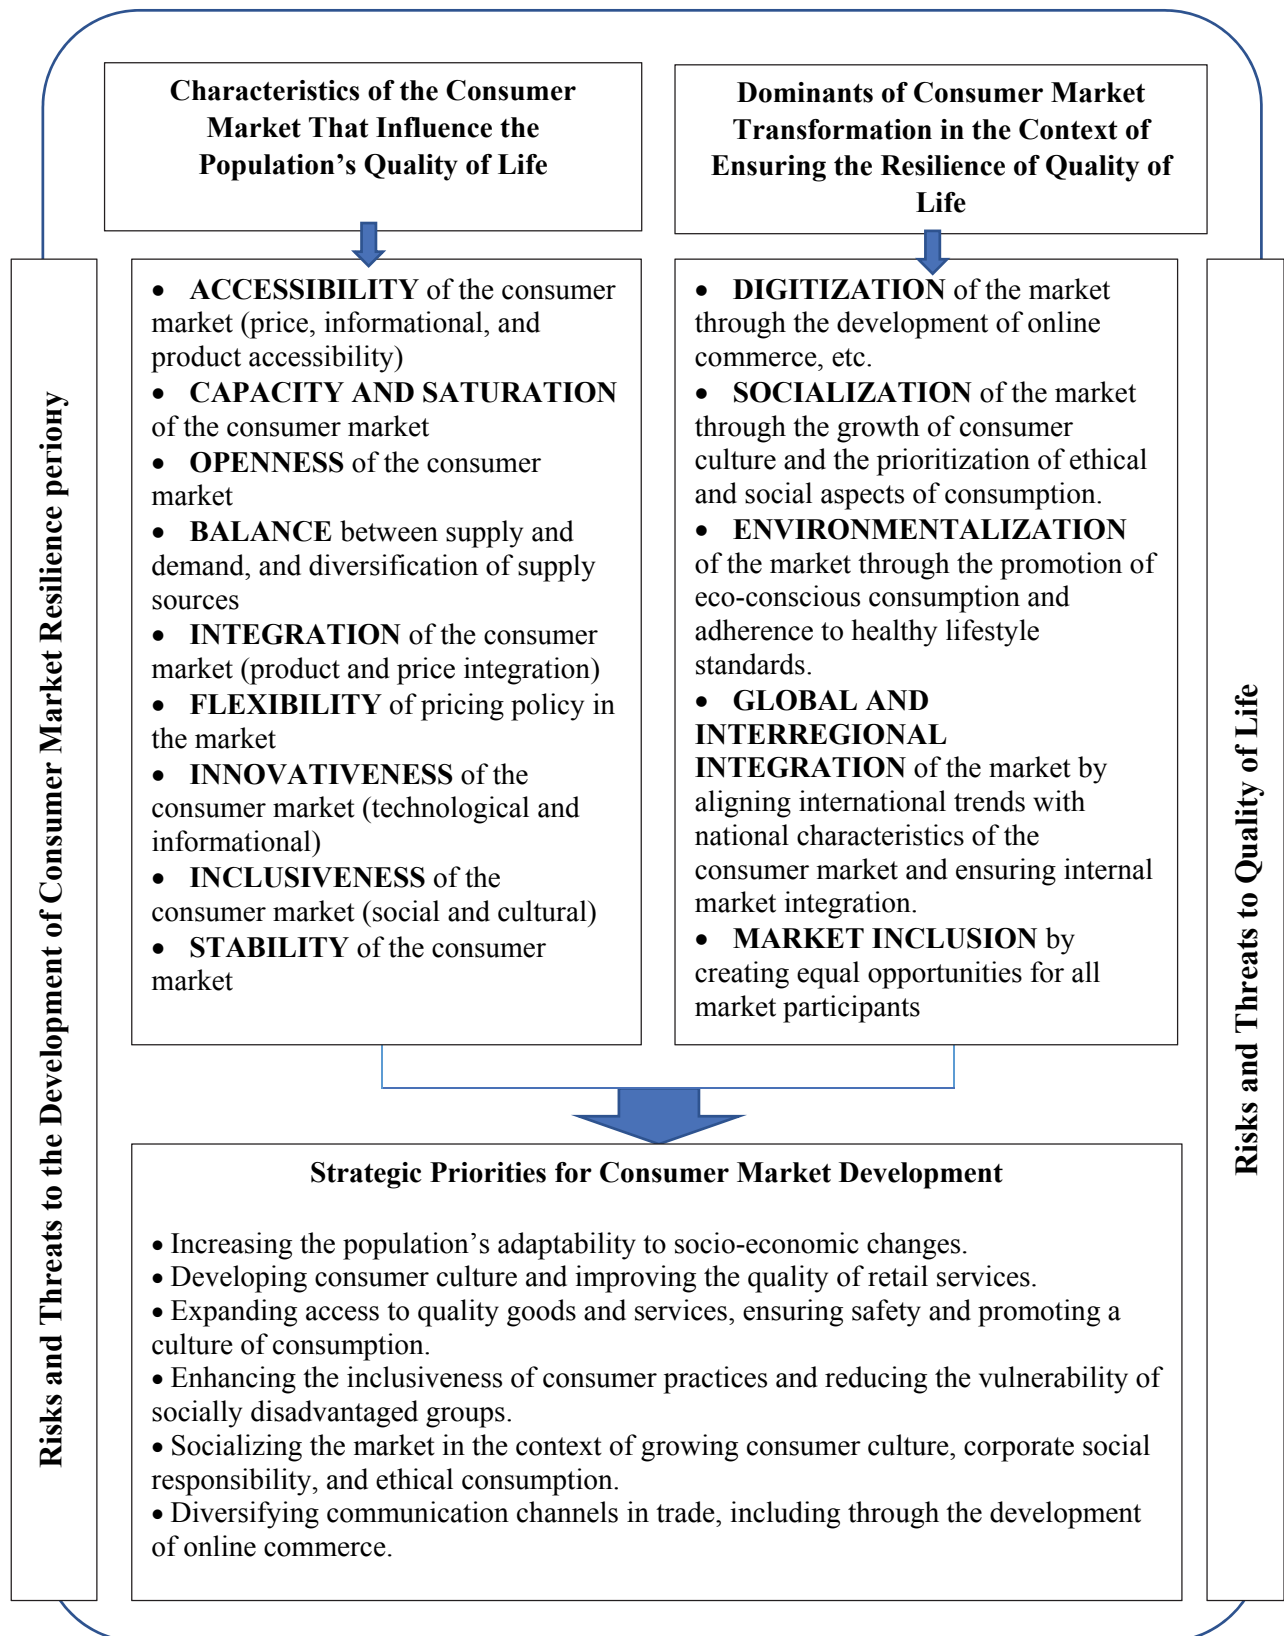 Characteristics of the Consumer
Market That Influence the
Population’s Quality of Life
Dominants of Consumer Market
Transformation in the Context of
Ensuring the Resilience of Quality of
Life
Risks and Threats to the Development of Consumer Market Resilience регіону
• ACCESSIBILITY of the consumer
market (price, informational, and
product accessibility)
• CAPACITY AND SATURATION
of the consumer market
• OPENNESS of the consumer
market
• BALANCE between supply and
demand, and diversification of supply
sources
• INTEGRATION of the consumer
market (product and price integration)
• FLEXIBILITY of pricing policy in
the market
• INNOVATIVENESS of the
consumer market (technological and
informational)
• INCLUSIVENESS of the
consumer market (social and cultural)
• STABILITY of the consumer
market
• DIGITIZATION of the market
through the development of online
commerce, etc.
• SOCIALIZATION of the market
through the growth of consumer
culture and the prioritization of ethical
and social aspects of consumption.
• ENVIRONMENTALIZATION
of the market through the promotion of
eco-conscious consumption and
adherence to healthy lifestyle
standards.
• GLOBAL AND
INTERREGIONAL
INTEGRATION of the market by
aligning international trends with
national characteristics of the
consumer market and ensuring internal
market integration.
• MARKET INCLUSION by
creating equal opportunities for all
market participants
Risks and Threats to Quality of Life
Strategic Priorities for Consumer Market Development
• Increasing the population’s adaptability to socio-economic changes.
• Developing consumer culture and improving the quality of retail services.
• Expanding access to quality goods and services, ensuring safety and promoting a
culture of consumption.
• Enhancing the inclusiveness of consumer practices and reducing the vulnerability of
socially disadvantaged groups.
• Socializing the market in the context of growing consumer culture, corporate social
responsibility, and ethical consumption.
• Diversifying communication channels in trade, including through the development
of online commerce.